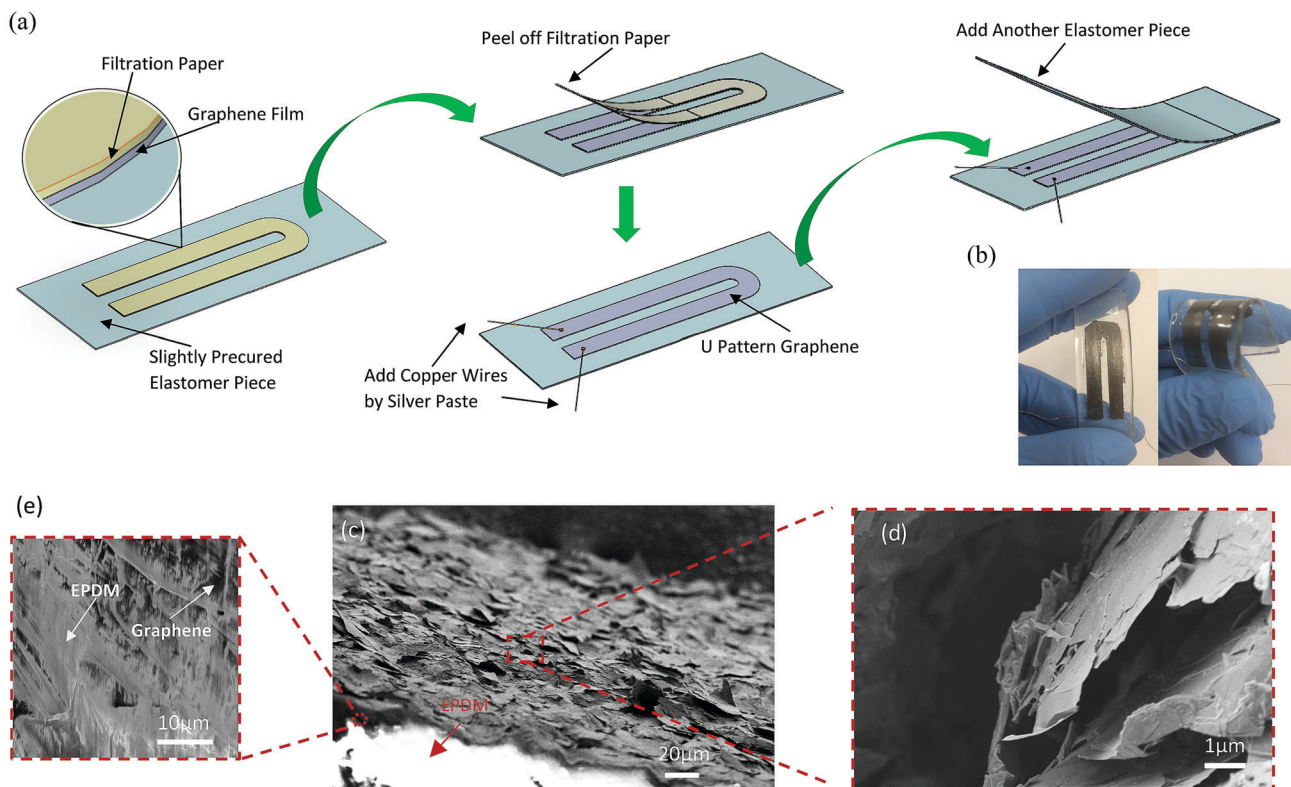 (a)
Filtration Paper
Graphene Film
Slightly Precured
Elastomer Piece
Peel off Filtration Paper
Add Copper Wires
by Silver Paste
U Pattern Graphene
Add Another Elastomer Piece
(b)
(e)
EPDM
Graphene
10μm
(c)
EPDM
20μm
(d)
1μm